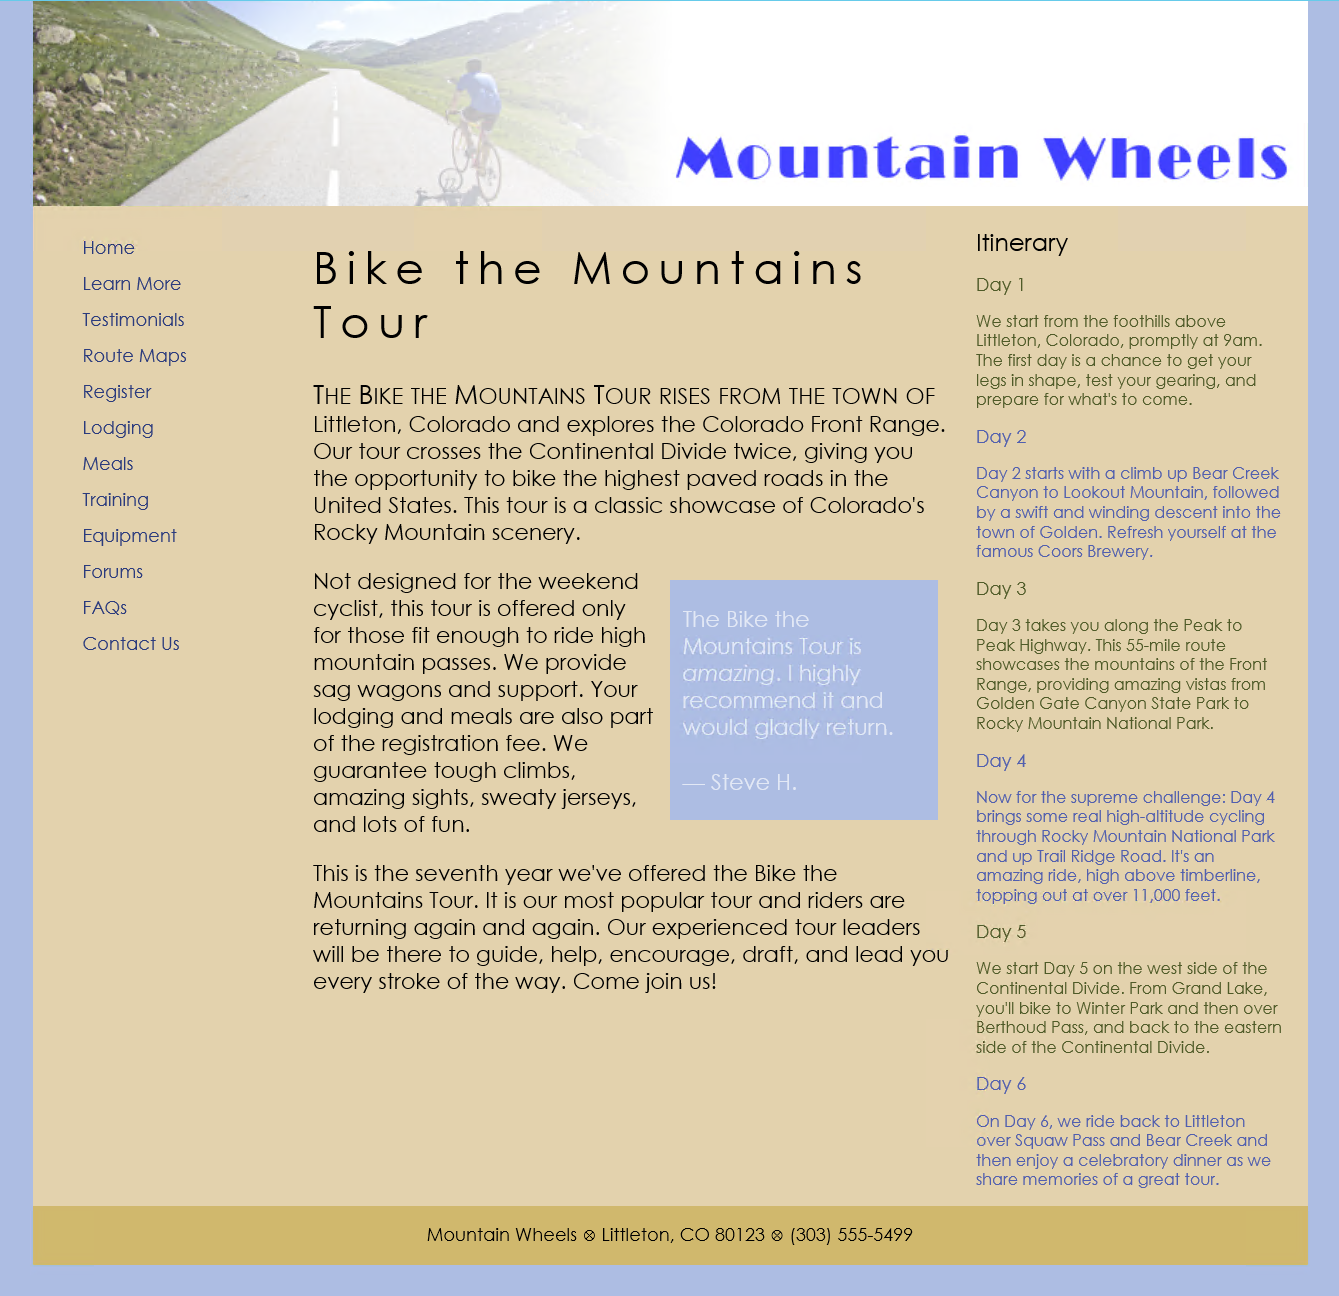 Mountain Wheels
Home
Learn More
Testimonials
Route Maps
Register
Lodging
Meals
Training
Equipment
Forums
FAQs
Contact Us
Bike the Mountains
Tour
THE BIKE THE MOUNTAINS TOUR RISES FROM THE TOWN OF
Littleton, Colorado and explores the Colorado Front Range.
Our tour crosses the Continental Divide twice, giving you
the opportunity to bike the highest paved roads in the
United States. This tour is a classic showcase of Colorado's
Rocky Mountain scenery.
Not designed for the weekend
cyclist, this tour is offered only
for those fit enough to ride high
mountain passes. We provide
sag wagons and support. Your
lodging and meals are also part
of the registration fee. We
guarantee tough climbs,
amazing sights, sweaty jerseys,
and lots of fun.
The Bike the
Mountains Tour is
amazing. I highly
recommend it and
would gladly return.
— Steve H.
This is the seventh year we've offered the Bike the
Mountains Tour. It is our most popular tour and riders are
returning again and again. Our experienced tour leaders
will be there to guide, help, encourage, draft, and lead you
every stroke of the way. Come join us!
Itinerary
Day 1
We start from the foothills above
Littleton, Colorado, promptly at 9am.
The first day is a chance to get your
legs in shape, test your gearing, and
prepare for what's to come.
Day 2
Day 2 starts with a climb up Bear Creek
Canyon to Lookout Mountain, followed
by a swift and winding descent into the
town of Golden. Refresh yourself at the
famous Coors Brewery.
Day 3
Day 3 takes you along the Peak to
Peak Highway. This 55-mile route
showcases the mountains of the Front
Range, providing amazing vistas from
Golden Gate Canyon State Park to
Rocky Mountain National Park.
Day 4
Now for the supreme challenge: Day 4
brings some real high-altitude cycling
through Rocky Mountain National Park
and up Trail Ridge Road. It's an
amazing ride, high above timberline,
topping out at over 11,000 feet.
Day 5
We start Day 5 on the west side of the
Continental Divide. From Grand Lake,
you'll bike to Winter Park and then over
Berthoud Pass, and back to the eastern
side of the Continental Divide.
Day 6
On Day 6, we ride back to Littleton
over Squaw Pass and Bear Creek and
then enjoy a celebratory dinner as we
share memories of a great tour.
Mountain Wheels ⊗ Littleton, CO 80123 ⊗ (303) 555-5499